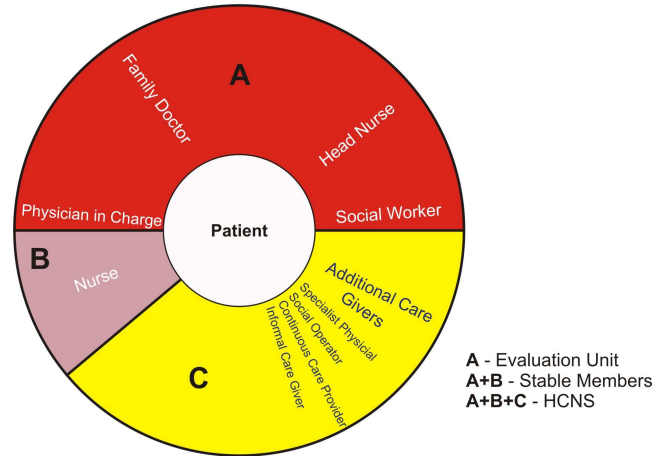 A
Family Doctor
Head Nurse
Physician in Charge
Social Worker
Patient
B
Nurse
Additional Care
Givers
Specialist Physicial
Social Operator
Continuous Care Provider
Informal Care Giver
C
A - Evaluation Unit
A+B - Stable Members
A+B+C - HCNS